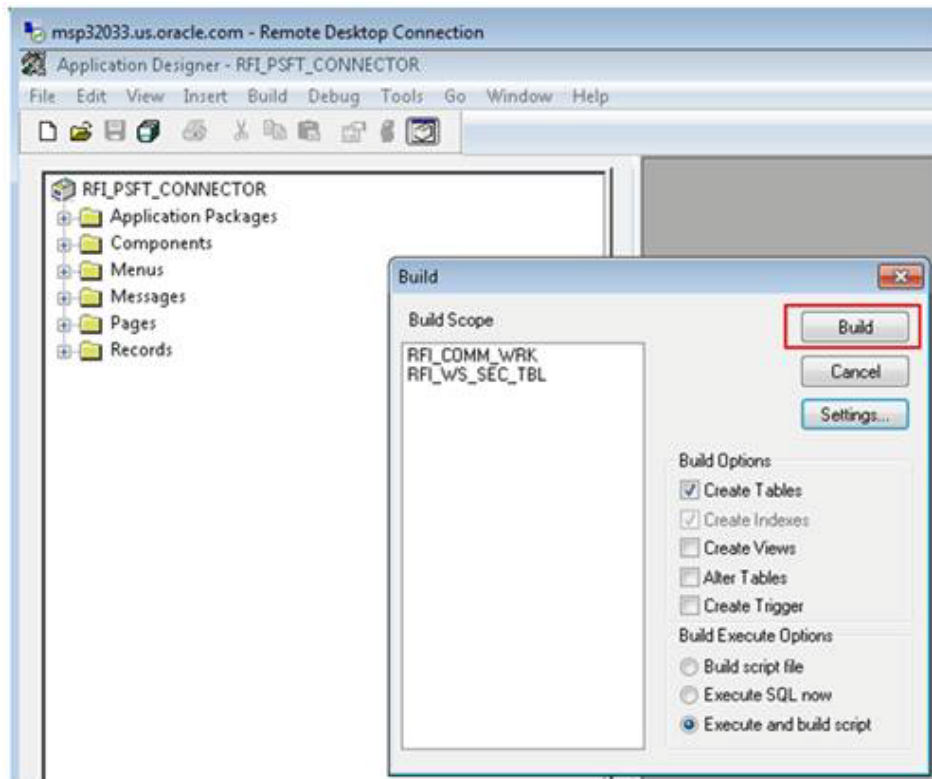 msp32033.us.oracle.com - Remote Desktop Connection
Application Designer - RFI_PSFT_CONNECTOR
File Edit View Insert Build Debug Tools Go Window Help
RFI_PSFT_CONNECTOR
Application Packages
Components
Menus
Messages
Pages
Records
Build
Build Scope
RFI_COMM_WRK
RFI_WS_SEC_TBL
Build
Cancel
Settings...
Build Options
Create Tables
Create Indexes
Create Views
Alter Tables
Create Trigger
Build Execute Options
Build script file
Execute SQL now
Execute and build script